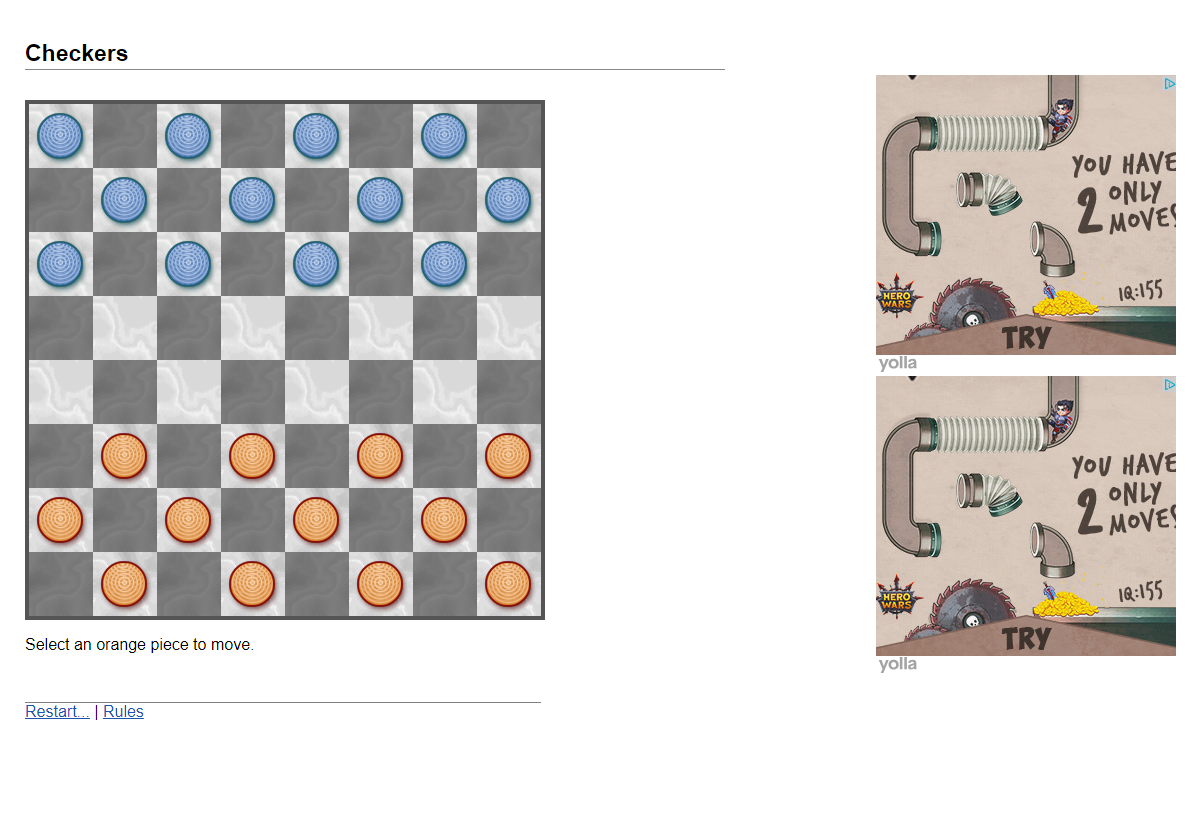 Checkers
YOU HAVE
2 ONLY
MOVES
HERO
WARS
IQ:155
TRY
yolla
YOU HAVE
2 ONLY
MOVES
HERO
WARS
IQ:155
TRY
yolla
Select an orange piece to move.
Restart... | Rules